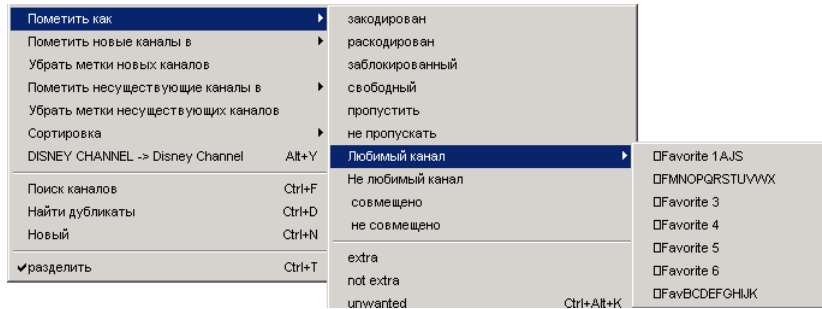 Пометить как
Пометить новые каналы в
Убрать метки новых каналов
Пометить несуществующие каналы в
Убрать метки несуществующих каналов
Сортировка
DISNEY CHANNEL -> Disney Channel Alt+Y
Поиск каналов Ctrl+F
Найти дубликаты Ctrl+D
Новый Ctrl+N
разделить Ctrl+T
закодирован
раскодирован
заблокированный
свободный
пропустить
не пропускать
Любимый канал
Не любимый канал
совмещено
не совмещено
extra
not extra
unwanted Ctrl+Alt+K
Favorite 1AJS
FMNOPQRSTUVWX
Favorite 3
Favorite 4
Favorite 5
Favorite 6
FavBCDEFGHIJK